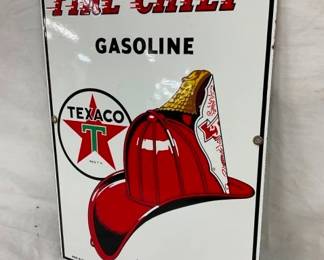 FIRE-CHIEF
GASOLINE
TEXACO
T